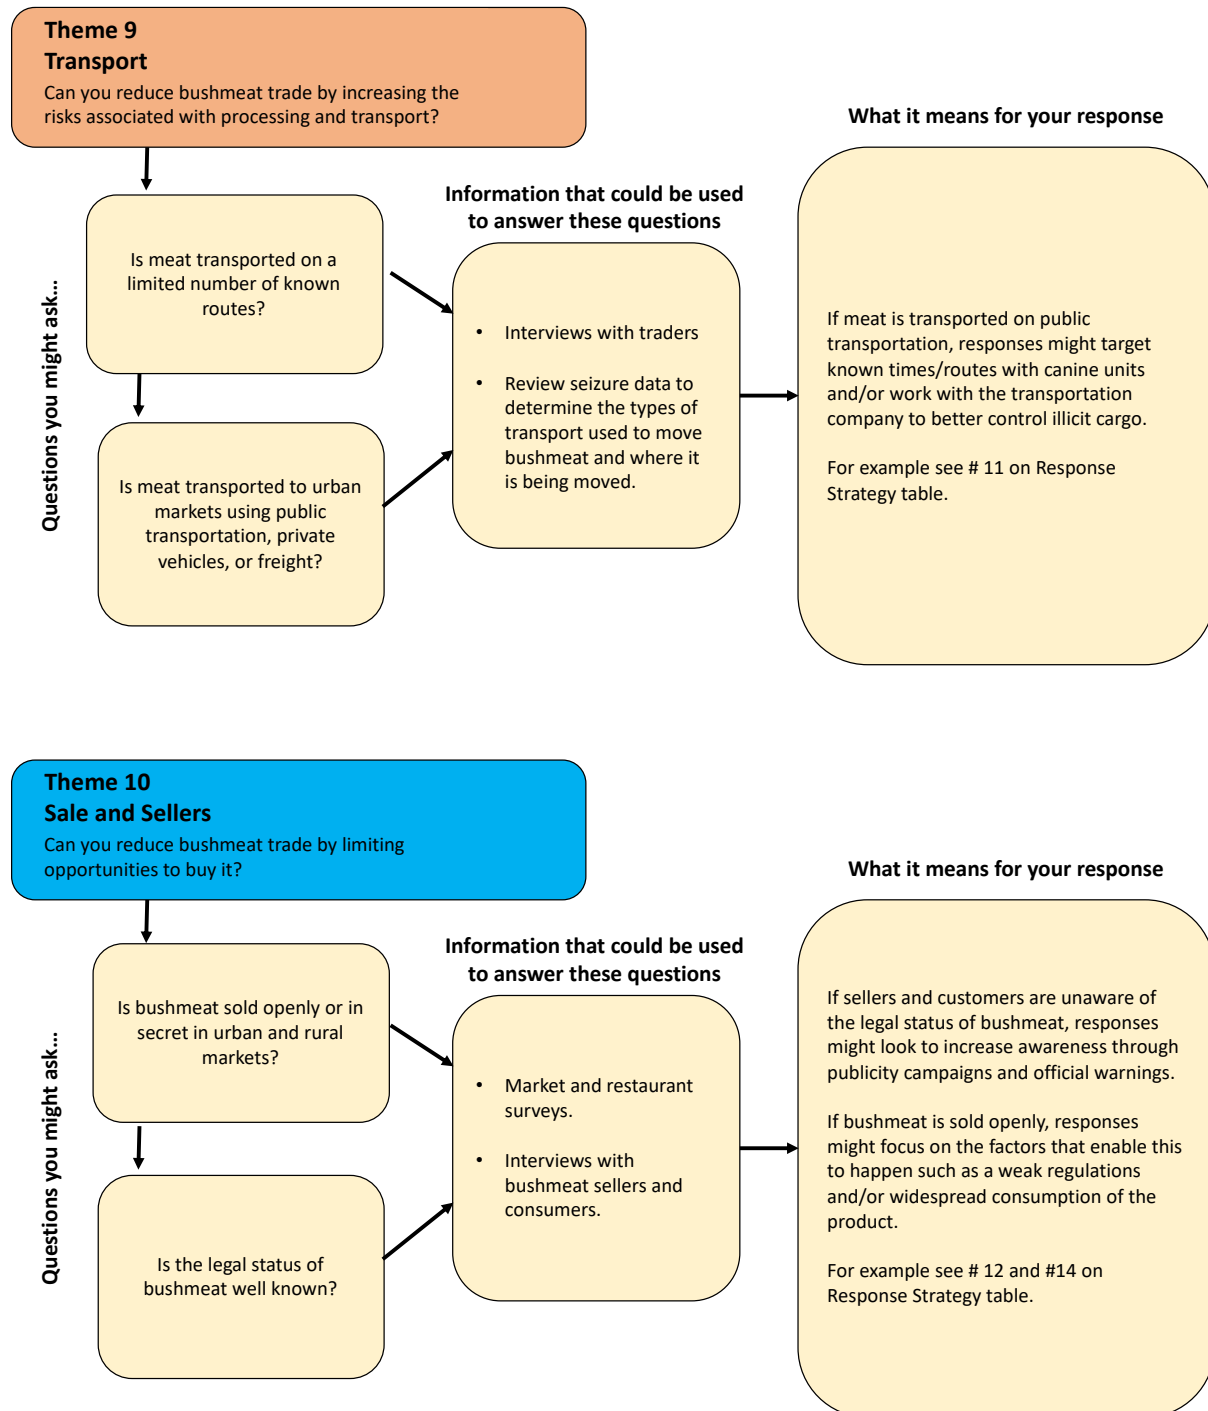 Theme 9
Transport
Can you reduce bushmeat trade by increasing the
risks associated with processing and transport?
Questions you might ask...
Is meat transported on a
limited number of known
routes?
Is meat transported to urban
markets using public
transportation, private
vehicles, or freight?
Information that could be used
to answer these questions
• Interviews with traders
• Review seizure data to
determine the types of
transport used to move
bushmeat and where it
is being moved.
What it means for your response
If meat is transported on public
transportation, responses might target
known times/routes with canine units
and/or work with the transportation
company to better control illicit cargo.
For example see # 11 on Response
Strategy table.
Theme 10
Sale and Sellers
Can you reduce bushmeat trade by limiting
opportunities to buy it?
Questions you might ask...
Is bushmeat sold openly or in
secret in urban and rural
markets?
Is the legal status of
bushmeat well known?
Information that could be used
to answer these questions
• Market and restaurant
surveys.
• Interviews with
bushmeat sellers and
consumers.
What it means for your response
If sellers and customers are unaware of
the legal status of bushmeat, responses
might look to increase awareness through
publicity campaigns and official warnings.
If bushmeat is sold openly, responses
might focus on the factors that enable this
to happen such as a weak regulations
and/or widespread consumption of the
product.
For example see # 12 and #14 on
Response Strategy table.